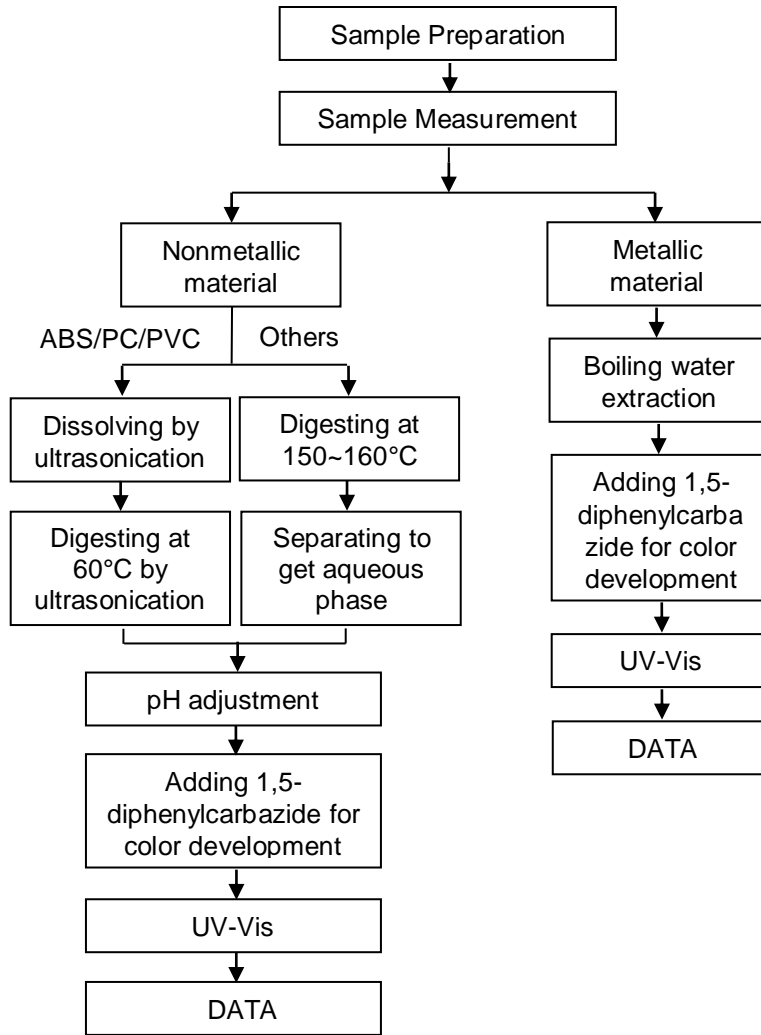 Sample Preparation
Sample Measurement
Nonmetallic
material
Metallic
material
ABS/PC/PVC
Others
Boiling water
extraction
Dissolving by
ultrasonication
Digesting at
150~160°C
Adding 1,5-
diphenylcarba
zide for color
development
Digesting at
60°C by
ultrasonication
Separating to
get aqueous
phase
UV-Vis
pH adjustment
DATA
Adding 1,5-
diphenylcarbazide for
color development
UV-Vis
DATA